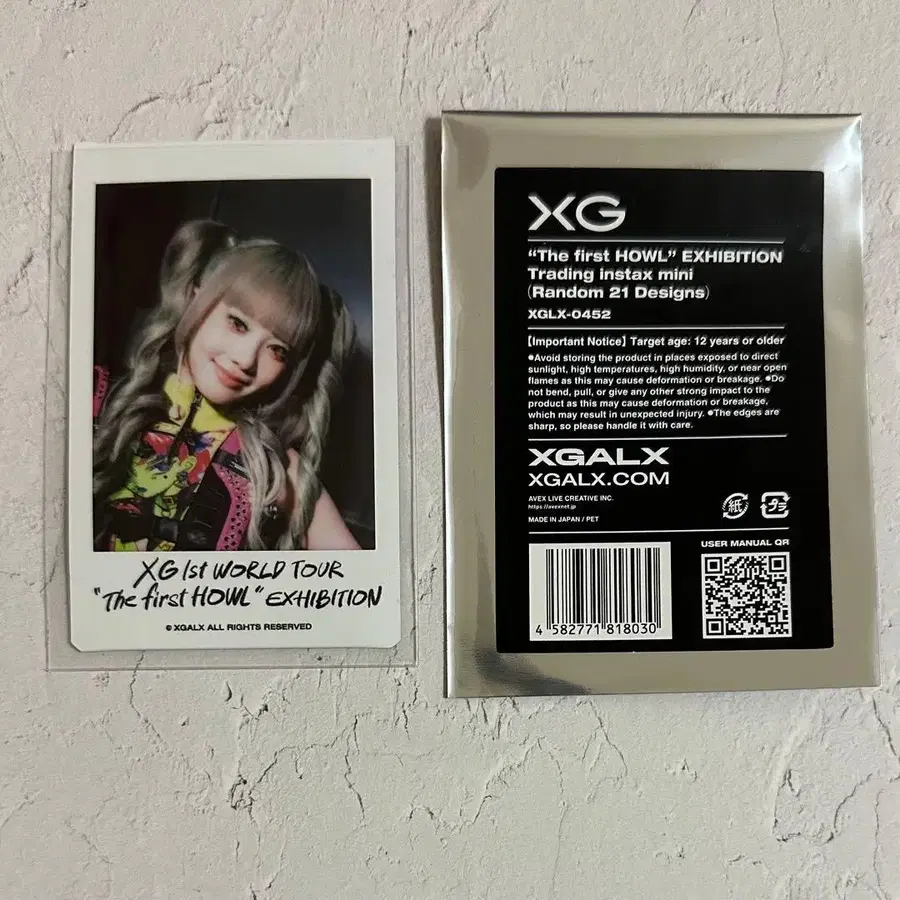 XG 1st WORLD TOUR
"The first HOWL" EXHIBITION
© XGALX ALL RIGHTS RESERVED
XG
“The first HOWL” EXHIBITION
Trading instax mini
(Random 21 Designs)
XGLX-0452
【Important Notice】Target age: 12 years or older
●Avoid storing the product in places exposed to direct
sunlight, high temperatures, high humidity, or near open
flames as this may cause deformation or breakage. ●Do
not bend, pull, or give any other strong impact to the
product as this may cause deformation or breakage,
which may result in unexpected injury. ●The edges are
sharp, so please handle it with care.
XGALX
XGALX.COM
AVEX LIVE CREATIVE INC.
https://avexnet.jp
MADE IN JAPAN / PET
紙
プラ
USER MANUAL QR
4 582771 818030